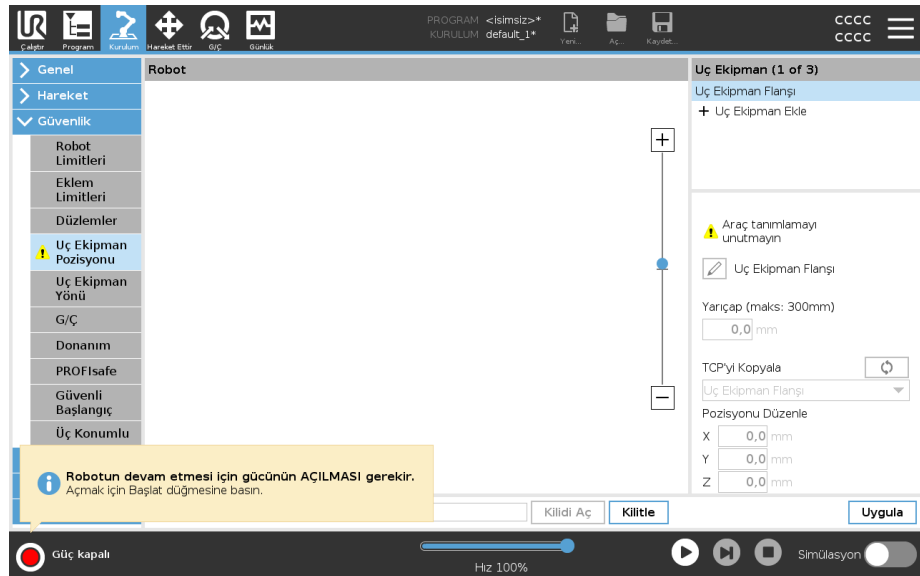 UR
PROGRAM <isimsiz>*
KURULUM default_1*
CCCC
CCCC
Çalıştır Program Kurulum Hareket Ettir G/Ç Günlük Yeni... Aç... Kaydet...
Genel
Hareket
Güvenlik
Robot
Limitleri
Eklem
Limitleri
Düzlemler
Uç Ekipman
Pozisyonu
Uç Ekipman
Yönü
G/Ç
Donanım
PROFIsafe
Güvenli
Başlangıç
Üç Konumlu
Robot
Uç Ekipman (1 of 3)
Uç Ekipman Flanşı
+ Uç Ekipman Ekle
Araç tanımlamayı
unutmayın
Uç Ekipman Flanşı
Yarıçap (maks: 300mm)
0,0 mm
TCP'yi Kopyala
Uç Ekipman Flanşı
Pozisyonu Düzenle
X 0,0 mm
Y 0,0 mm
Z 0,0 mm
Robotun devam etmesi için gücünün AÇILMASI gerekir.
Açmak için Başlat düğmesine basın.
Kilidi Aç Kilitle Uygula
Güç kapalı
Hız 100%
Simülasyon